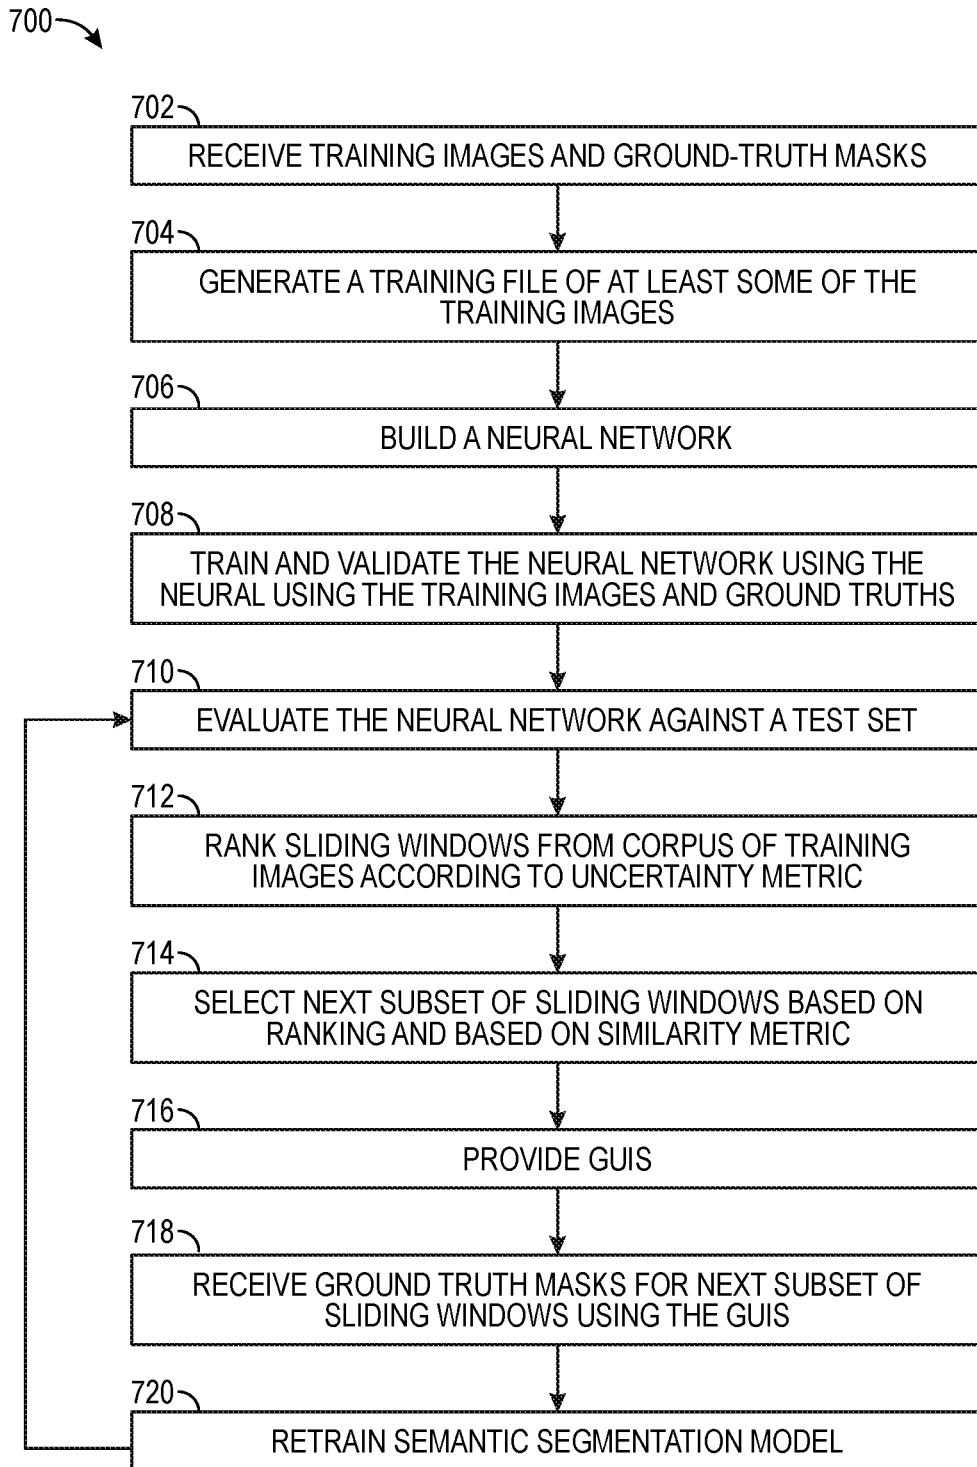 700
702
RECEIVE TRAINING IMAGES AND GROUND-TRUTH MASKS
704
GENERATE A TRAINING FILE OF AT LEAST SOME OF THE
TRAINING IMAGES
706
BUILD A NEURAL NETWORK
708
TRAIN AND VALIDATE THE NEURAL NETWORK USING THE
NEURAL USING THE TRAINING IMAGES AND GROUND TRUTHS
710
EVALUATE THE NEURAL NETWORK AGAINST A TEST SET
712
RANK SLIDING WINDOWS FROM CORPUS OF TRAINING
IMAGES ACCORDING TO UNCERTAINTY METRIC
714
SELECT NEXT SUBSET OF SLIDING WINDOWS BASED ON
RANKING AND BASED ON SIMILARITY METRIC
716
PROVIDE GUIS
718
RECEIVE GROUND TRUTH MASKS FOR NEXT SUBSET OF
SLIDING WINDOWS USING THE GUIS
720
RETRAIN SEMANTIC SEGMENTATION MODEL